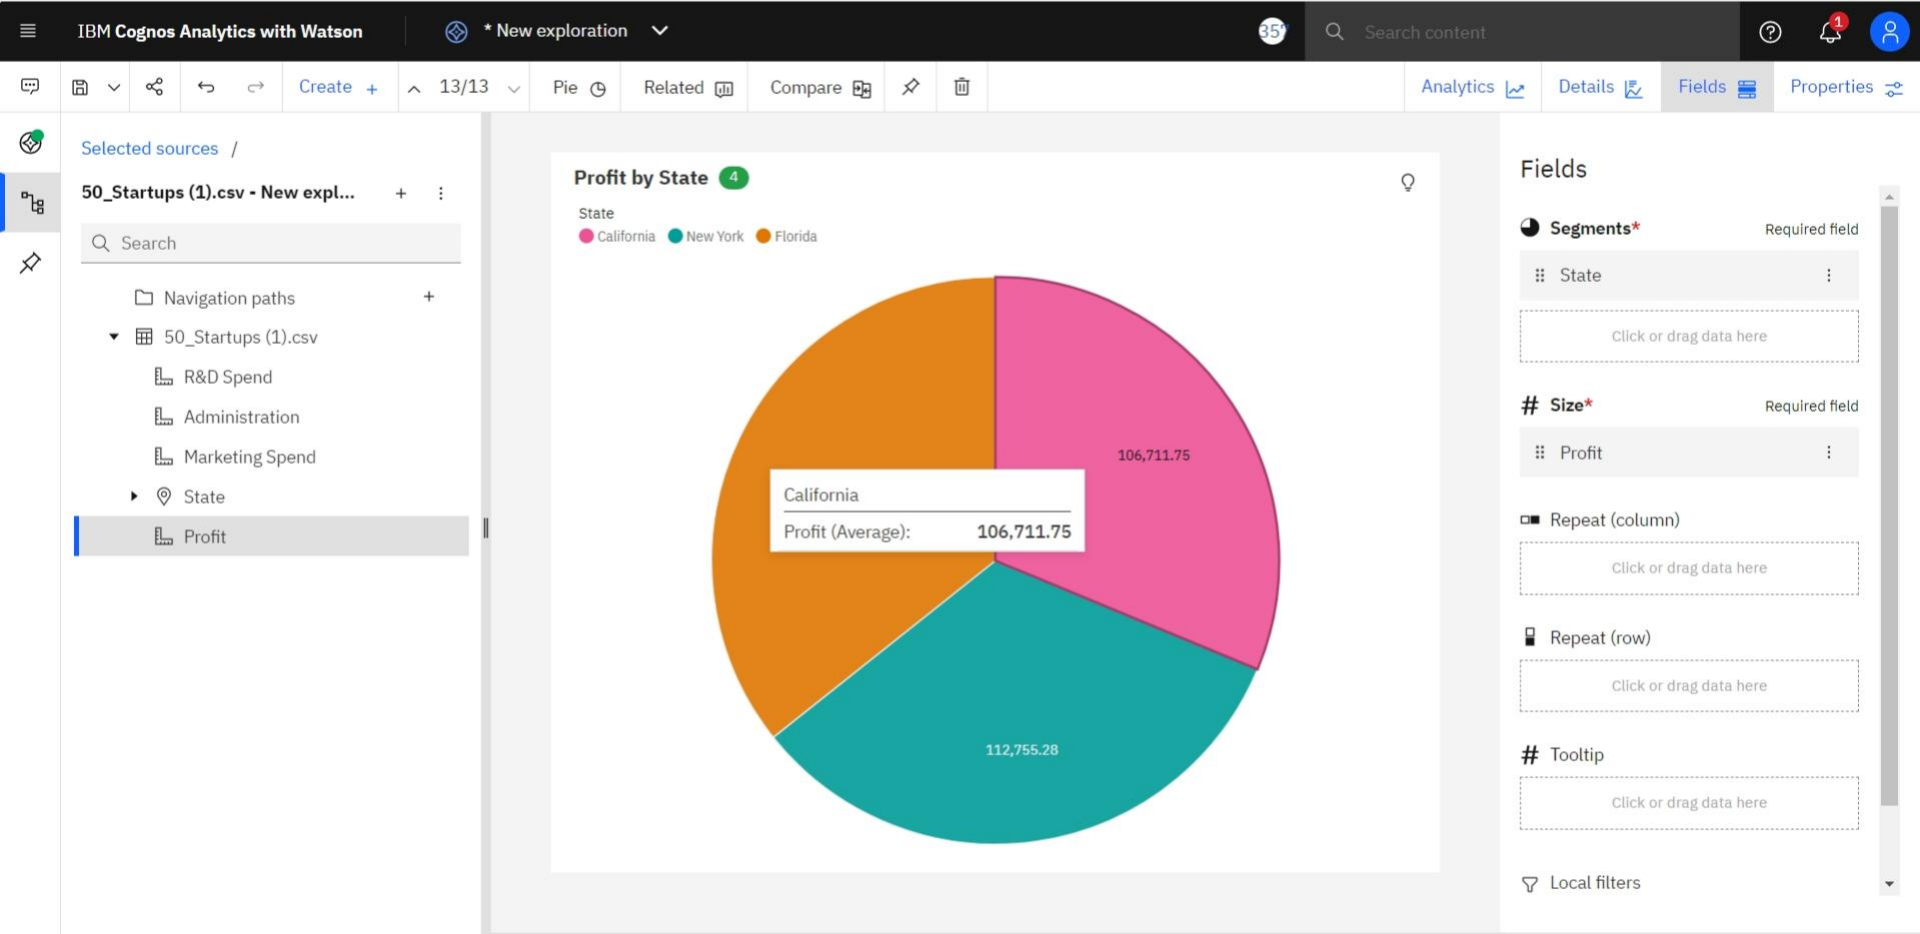 IBM Cognos Analytics with Watson
* New exploration
35
Search content
1
Create +
13/13
Pie
Related
Compare
Analytics
Details
Fields
Properties
Selected sources /
50_Startups (1).csv - New expl...
Search
Navigation paths
50_Startups (1).csv
R&D Spend
Administration
Marketing Spend
State
Profit
Profit by State 4
State
California New York Florida
106,711.75
California
Profit (Average): 106,711.75
112,755.28
Fields
Segments* Required field
State
Click or drag data here
# Size* Required field
Profit
Repeat (column)
Click or drag data here
Repeat (row)
Click or drag data here
# Tooltip
Click or drag data here
Local filters